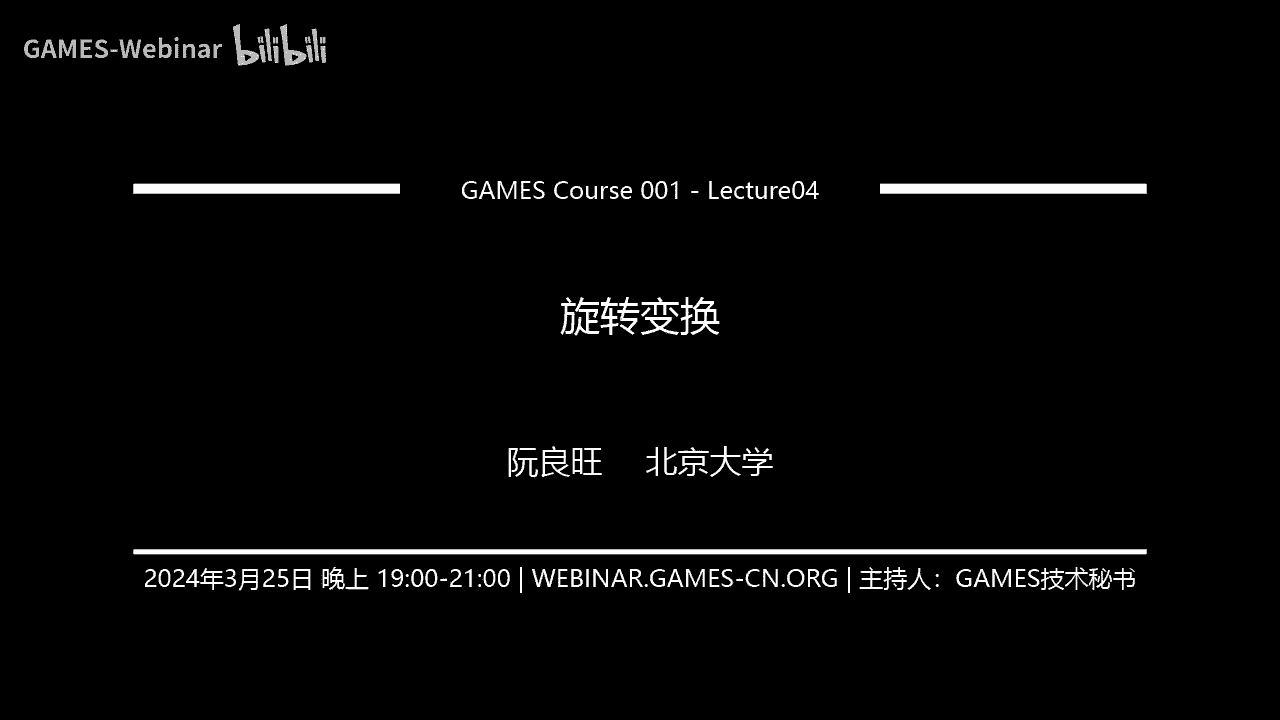 GAMES-Webinar bilibili
GAMES Course 001 - Lecture04
旋转变换
阮良旺 北京大学
2024年3月25日 晚上 19:00-21:00 | WEBINAR.GAMES-CN.ORG | 主持人：GAMES技术秘书